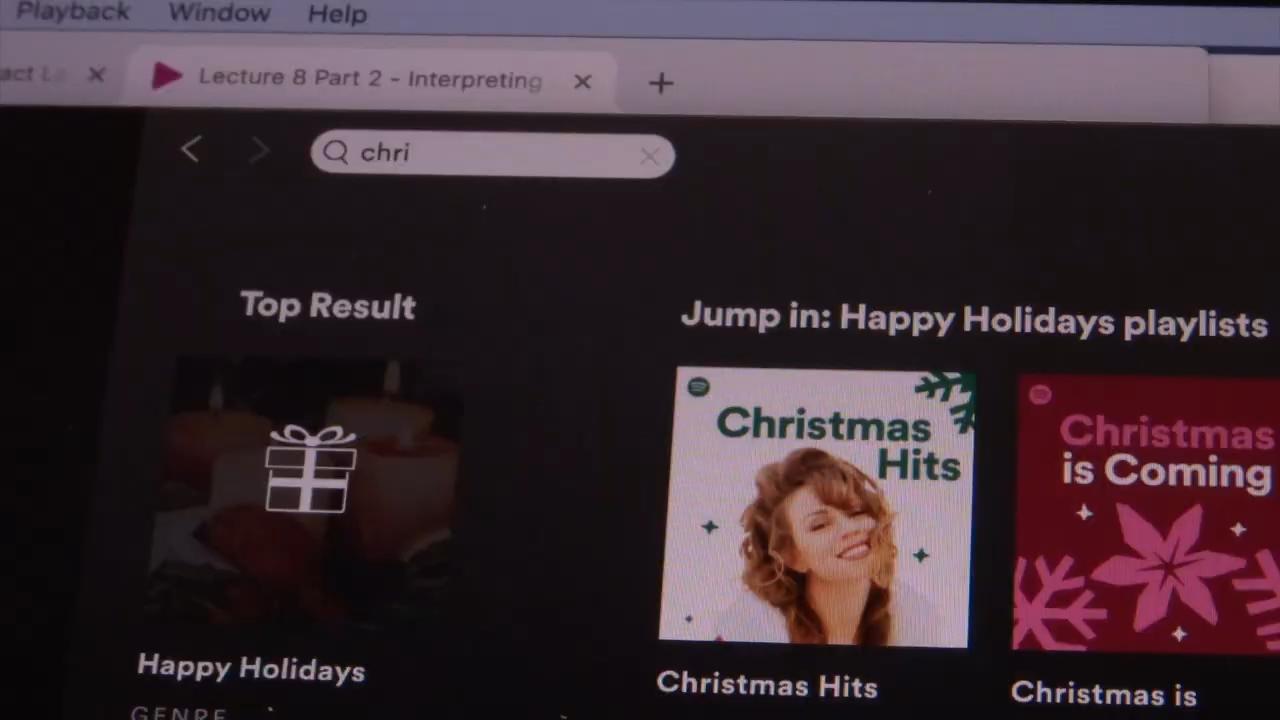 Playback Window Help
Lecture 8 Part 2 - Interpreting
chri
Top Result
Jump in: Happy Holidays playlists
Christmas
Hits
Christmas
is Coming
Happy Holidays
Christmas Hits
Christmas is
GENRE